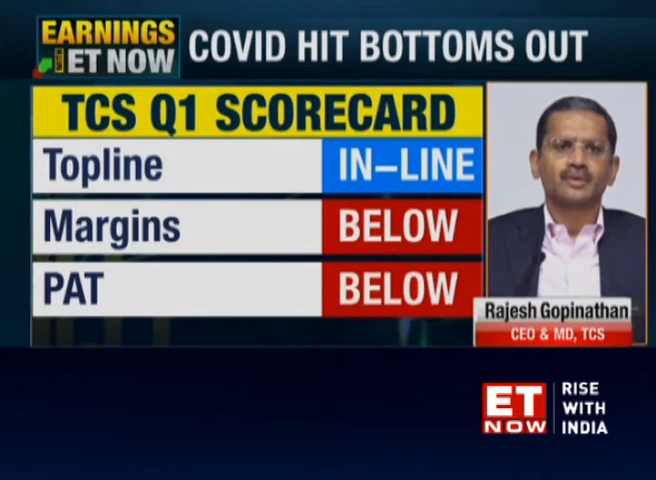 EARNINGS
WITH
ET NOW
COVID HIT BOTTOMS OUT
TCS Q1 SCORECARD
Topline IN–LINE
Margins BELOW
PAT BELOW
Rajesh Gopinathan
CEO & MD, TCS
ET
NOW
RISE
WITH
INDIA